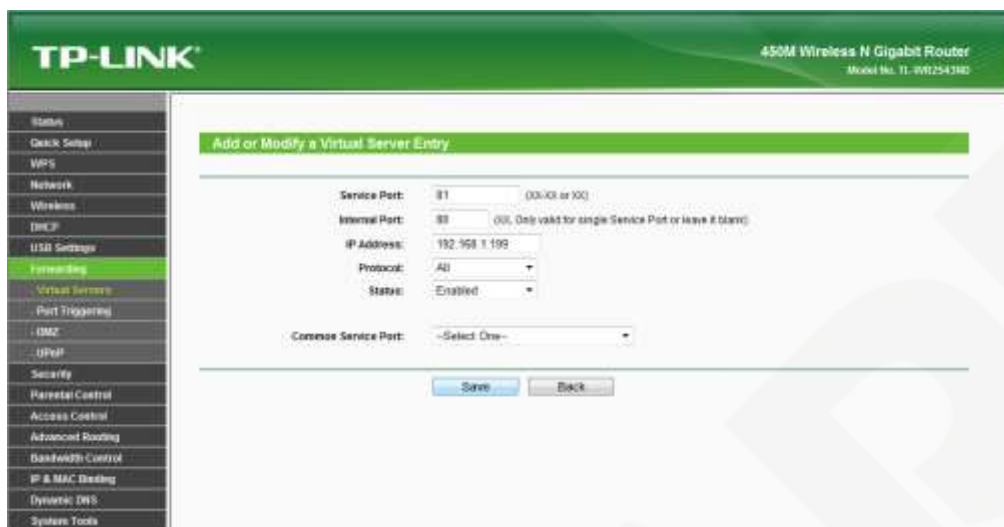 TP-LINK
450M Wireless N Gigabit Router
Model No. TL-WR2543ND
Status
Quick Setup
WPS
Network
Wireless
DHCP
USB Settings
Forwarding
- Virtual Servers
- Port Triggering
- DMZ
- UPnP
Security
Parental Control
Access Control
Advanced Routing
Bandwidth Control
IP & MAC Binding
Dynamic DNS
System Tools
Add or Modify a Virtual Server Entry
Service Port: 81 (XX-XX or XX)
Internal Port: 80 (XX, Only valid for single Service Port or leave it blank)
IP Address: 192.168.1.199
Protocol: All
Status: Enabled
Common Service Port: --Select One--
Save Back